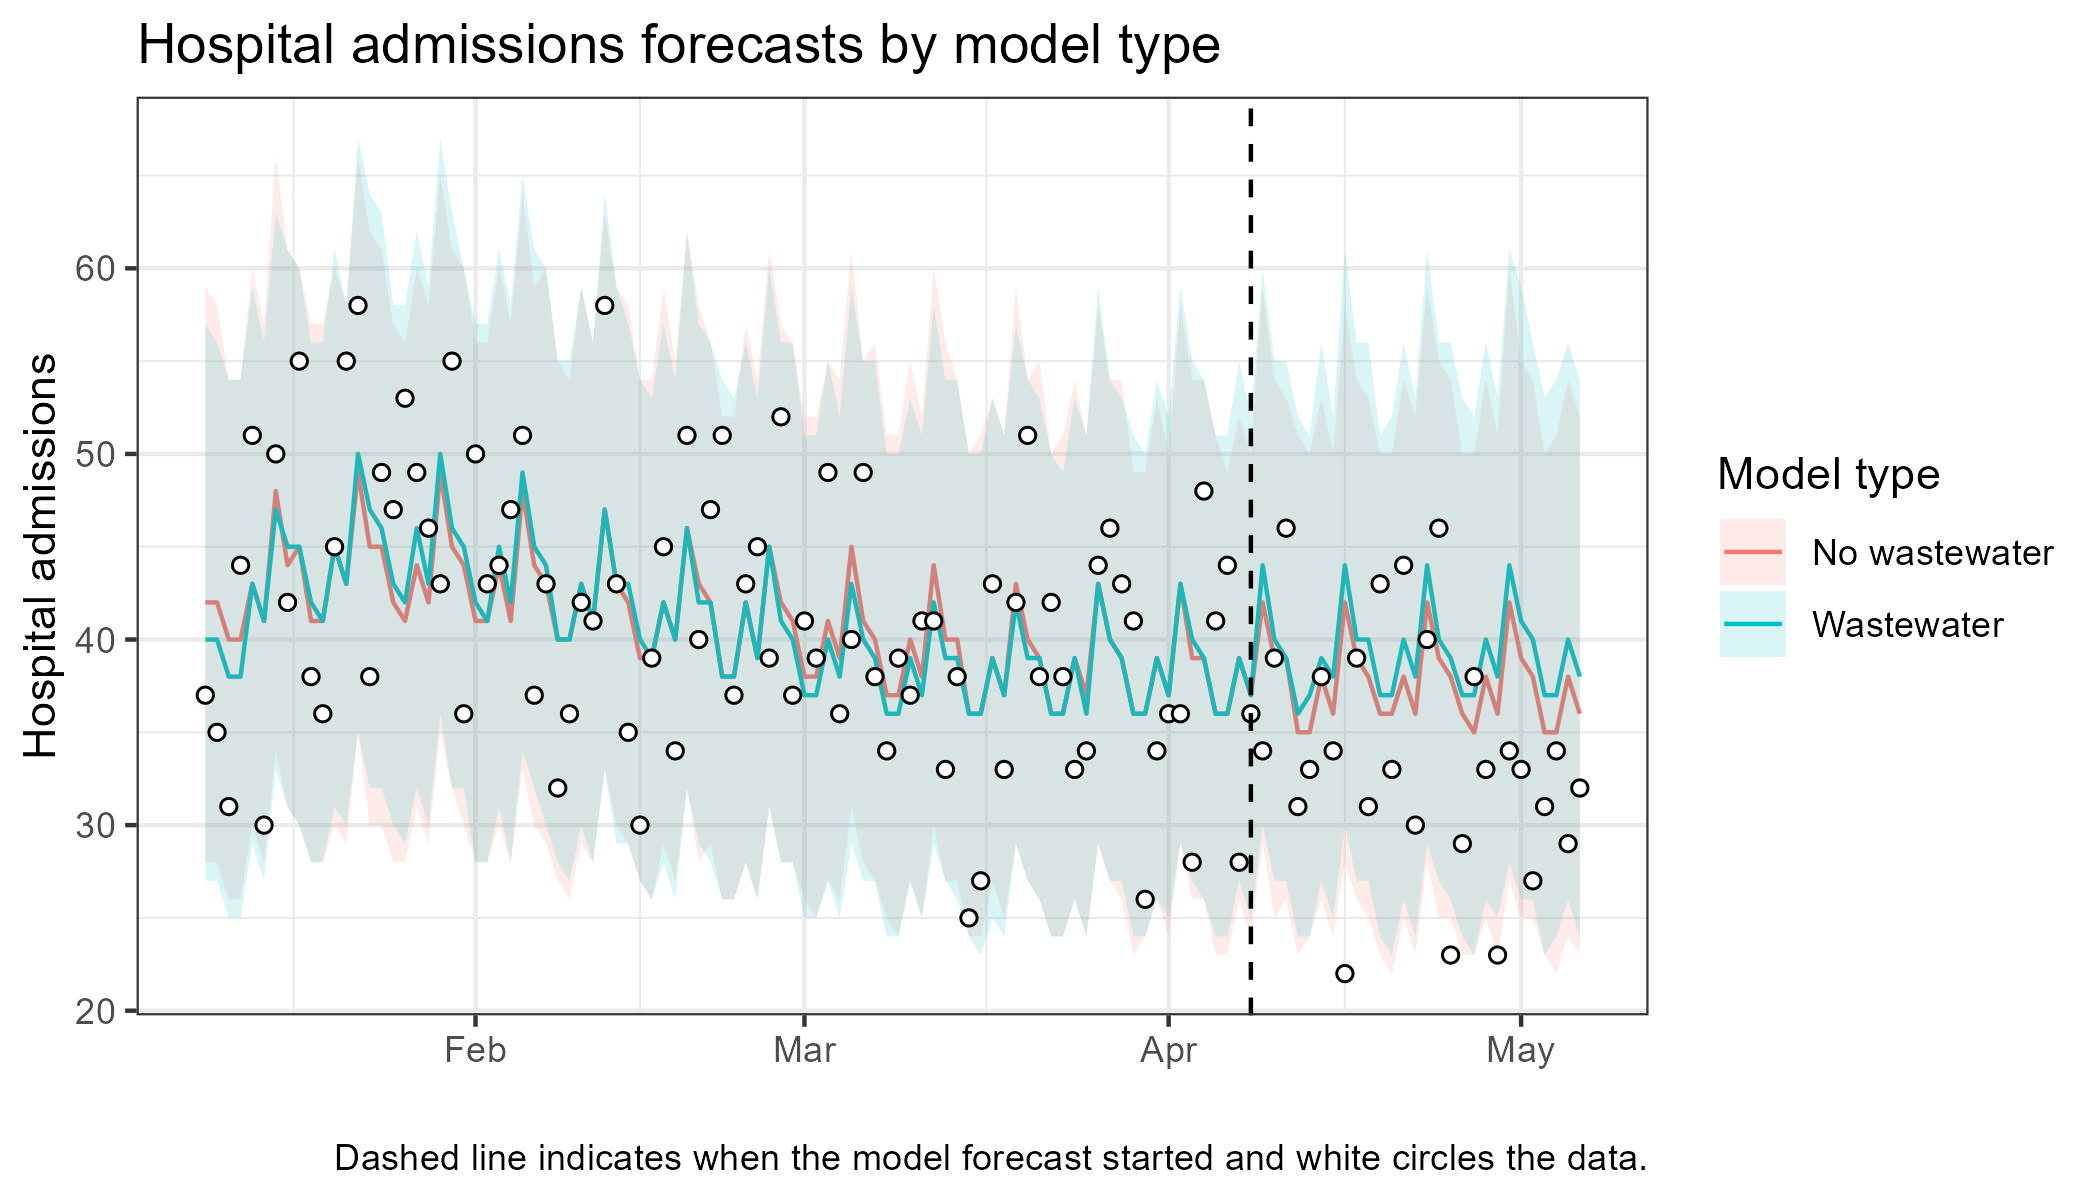 Hospital admissions forecasts by model type
Hospital admissions
60
50
40
30
20
Feb Mar Apr May
Model type
No wastewater
Wastewater
Dashed line indicates when the model forecast started and white circles the data.